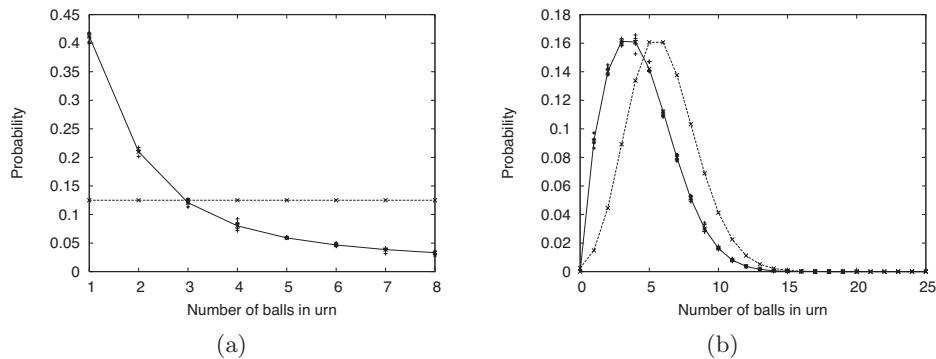 0.45
0.4
0.35
0.3
0.25
0.2
0.15
0.1
0.05
0
Probability
1 2 3 4 5 6 7 8
Number of balls in urn
(a)
0.18
0.16
0.14
0.12
0.10
0.08
0.06
0.04
0.02
0
Probability
0 5 10 15 20 25
Number of balls in urn
(b)